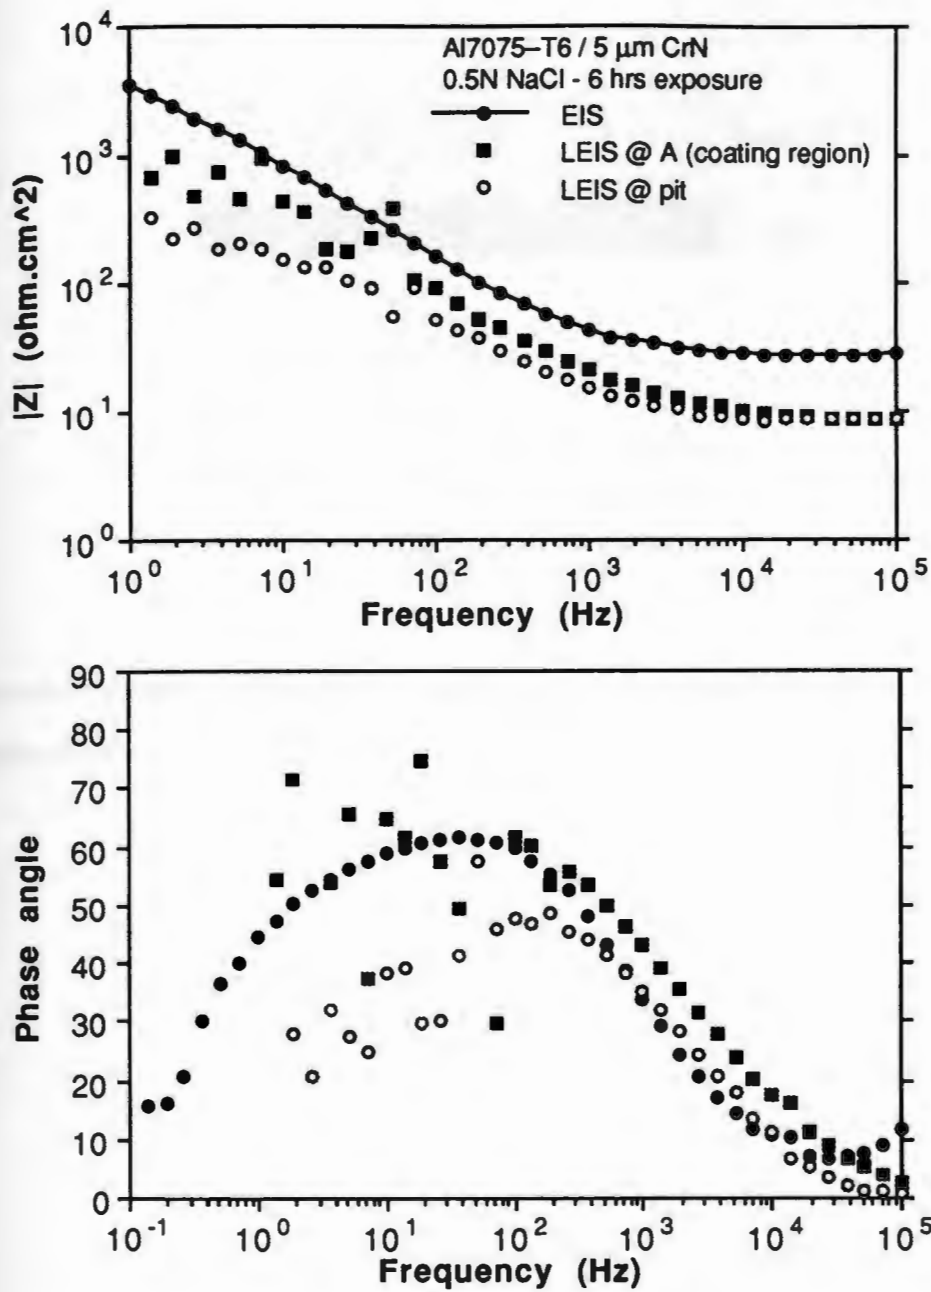 10^4
10^3
10^2
10^1
10^0
|Z| (ohm.cm^2)
Al7075–T6 / 5 µm CrN
0.5N NaCl - 6 hrs exposure
EIS
LEIS @ A (coating region)
LEIS @ pit
10^0 10^1 10^2 10^3 10^4 10^5
Frequency (Hz)
90
80
70
60
50
40
30
20
10
0
Phase angle
10^-1 10^0 10^1 10^2 10^3 10^4 10^5
Frequency (Hz)